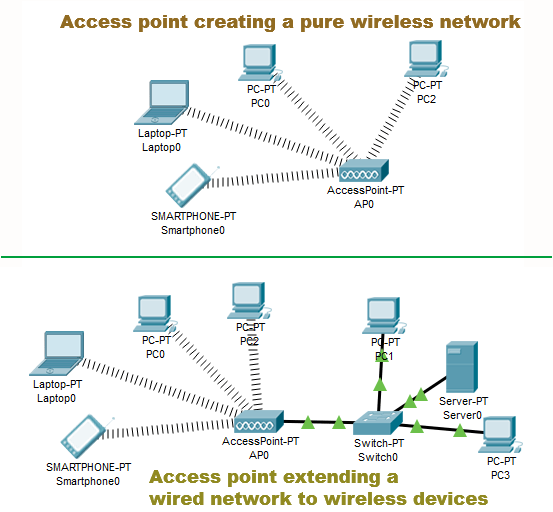 Access point creating a pure wireless network
PC-PT
PC0
PC-PT
PC2
Laptop-PT
Laptop0
AccessPoint-PT
AP0
SMARTPHONE-PT
Smartphone0
PC-PT
PC2
PC-PT
PC0
PC-PT
PC1
Laptop-PT
Laptop0
Server-PT
Server0
AccessPoint-PT
AP0
Switch-PT
Switch0
SMARTPHONE-PT
Smartphone0
PC-PT
PC3
Access point extending a
wired network to wireless devices